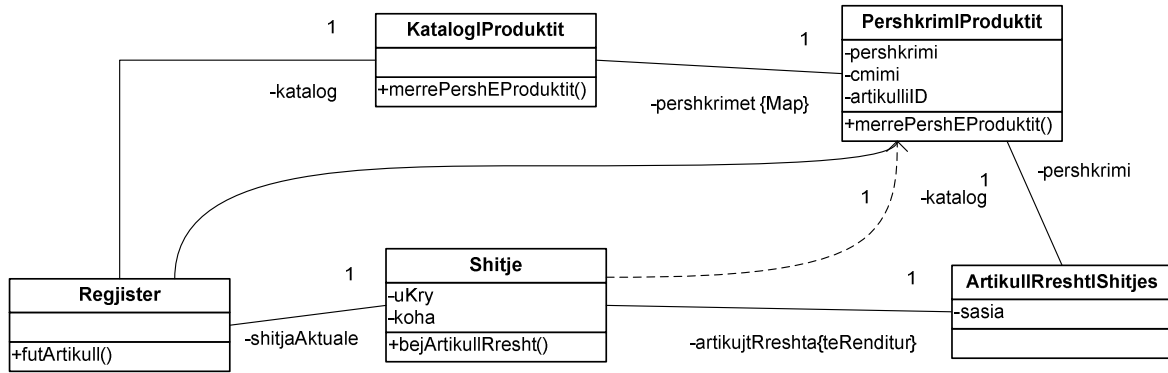 1
KatalogIProduktit
+merrePershEProduktit()
-katalog
1
-pershkrimet {Map}
PershkrimIProduktit
-pershkrimi
-cmimi
-artikulliID
+merrePershEProduktit()
1
-pershkrimi
1
-katalog
Regjister
+futArtikull()
1
-shitjaAktuale
Shitje
-uKry
-koha
+bejArtikullRresht()
1
-artikujtRreshta{teRenditur}
ArtikullRreshtIShitjes
-sasia